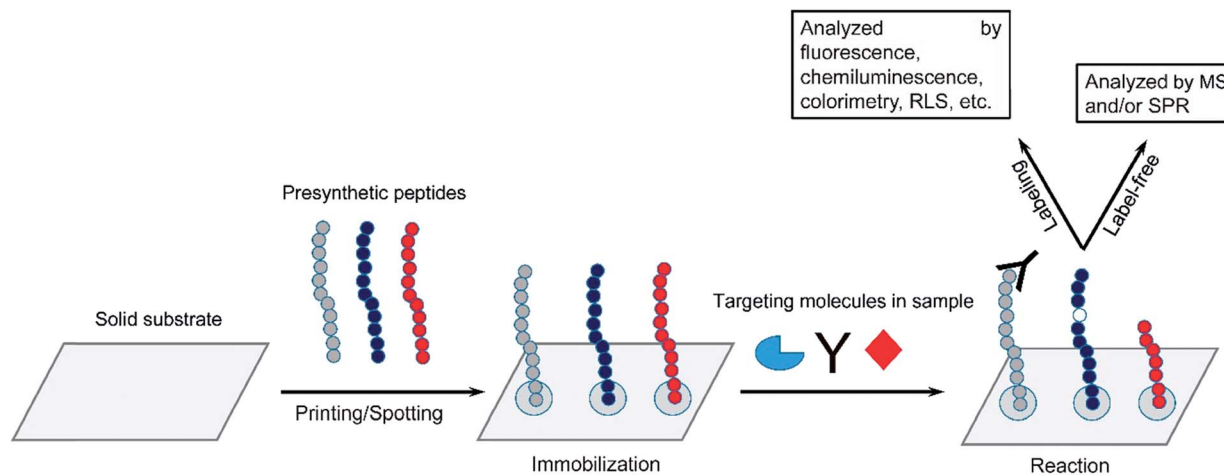 Analyzed by
fluorescence,
chemiluminescence,
colorimetry, RLS, etc.
Analyzed by MS
and/or SPR
Labeling
Label-free
Presynthetic peptides
Solid substrate
Printing/Spotting
Immobilization
Targeting molecules in sample
Reaction